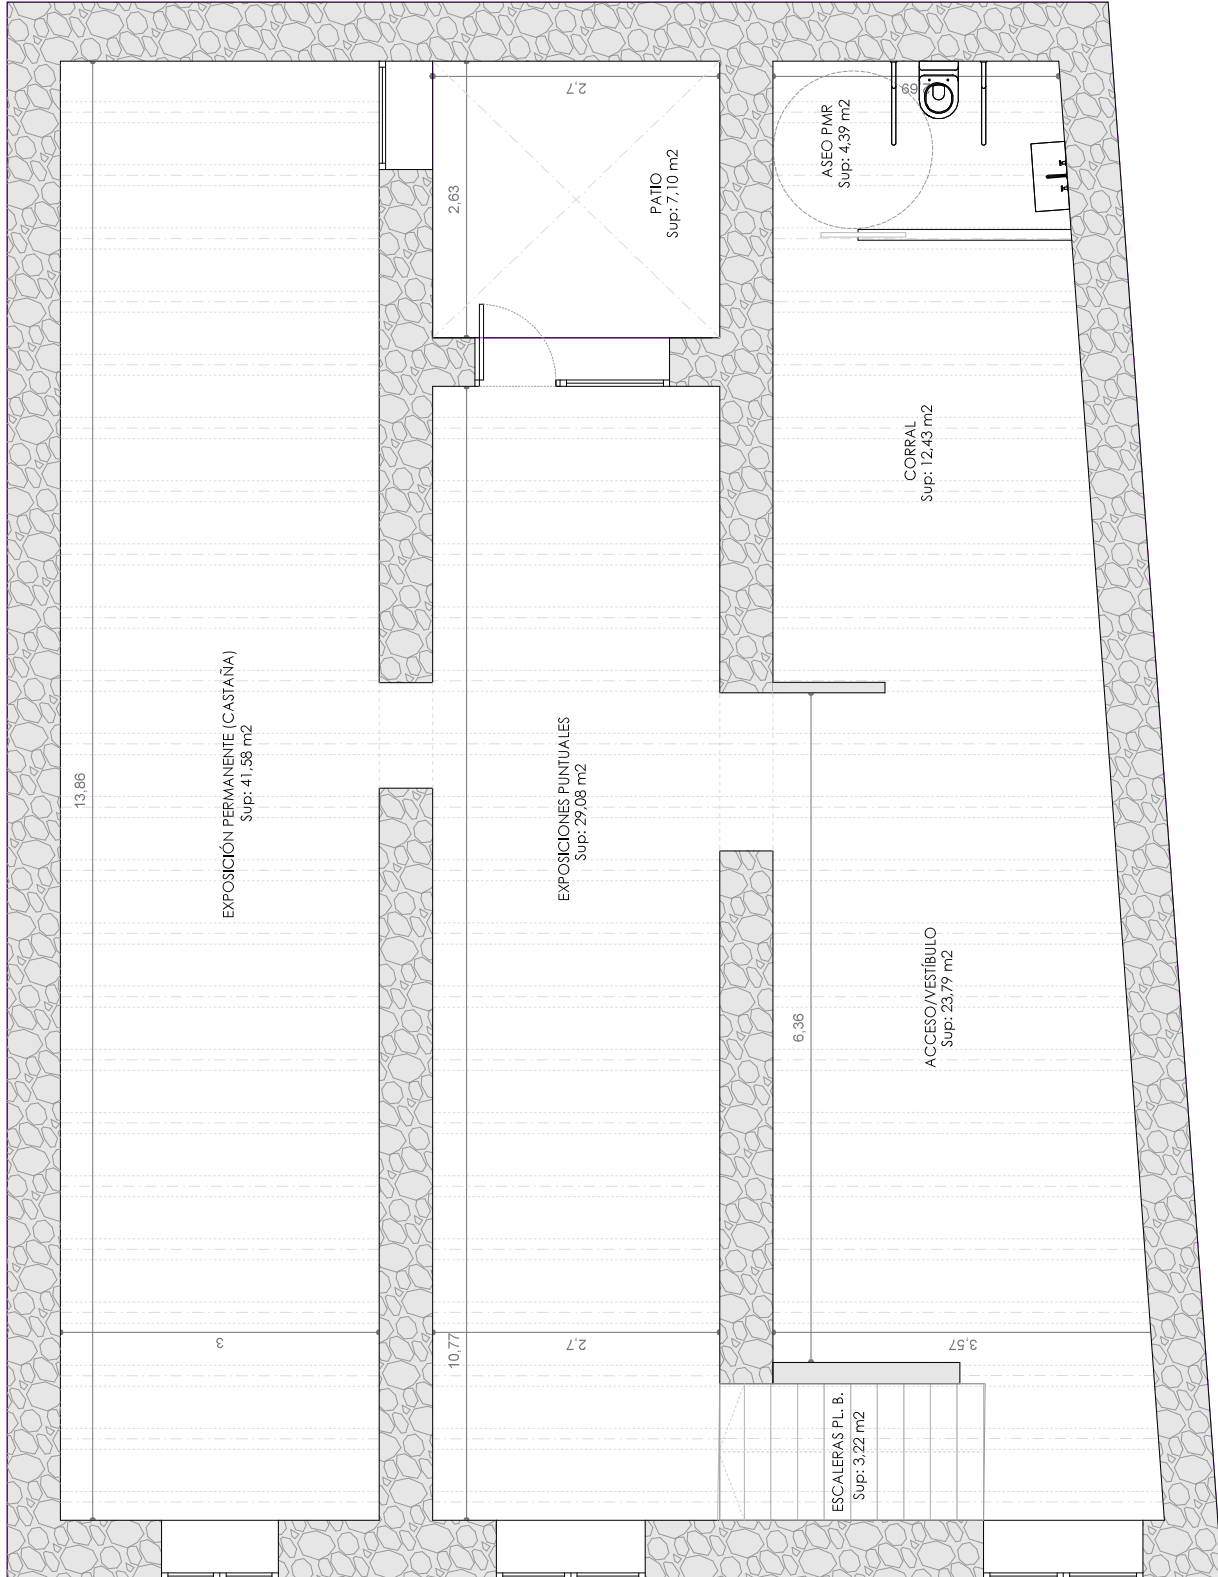 2,7
69
ASEO PMR
Sup: 4,39 m2
PATIO
Sup: 7,10 m2
2,63
CORRAL
Sup: 12,43 m2
EXPOSICIÓN PERMANENTE (CASTAÑA)
Sup: 41,58 m2
13,86
EXPOSICIONES PUNTUALES
Sup: 29,08 m2
ACCESO/VESTÍBULO
Sup: 23,79 m2
6,36
3
10,77
2,7
3,57
ESCALERAS PL. B.
Sup: 3,22 m2